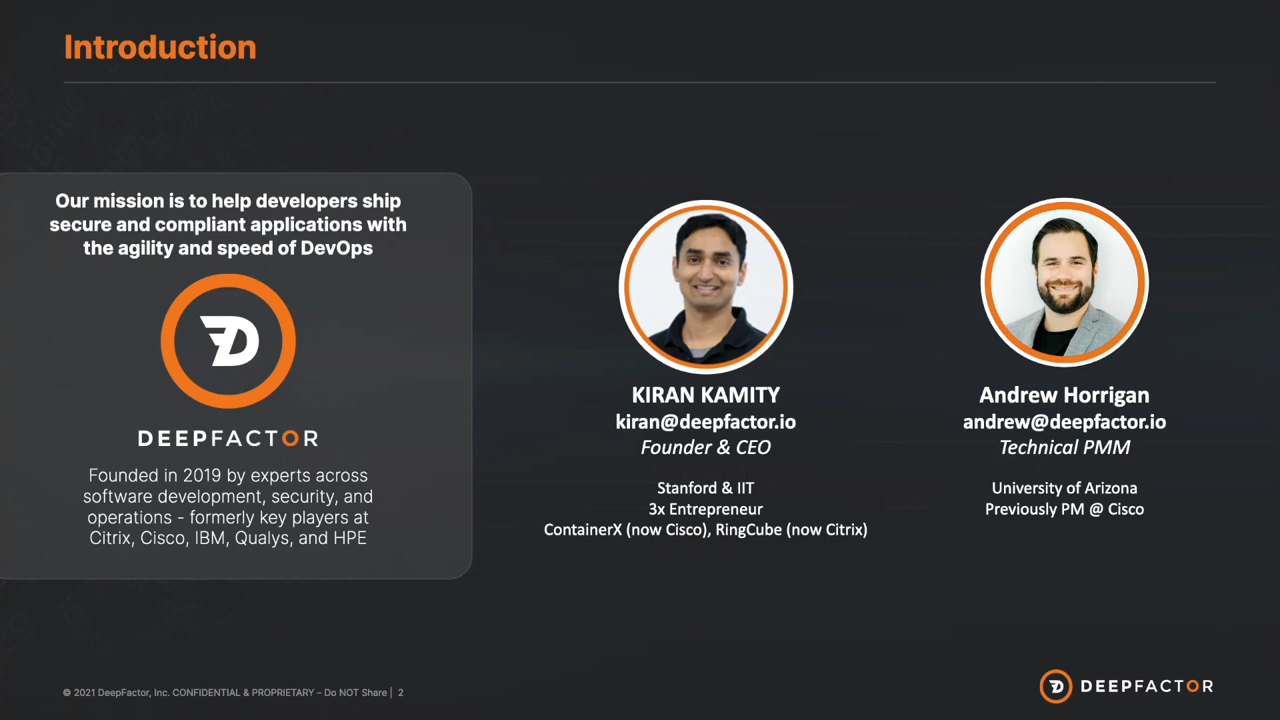 Introduction
Our mission is to help developers ship
secure and compliant applications with
the agility and speed of DevOps
DEEPFACTOR
Founded in 2019 by experts across
software development, security, and
operations - formerly key players at
Citrix, Cisco, IBM, Qualys, and HPE
KIRAN KAMITY
kiran@deepfactor.io
Founder & CEO
Stanford & IIT
3x Entrepreneur
ContainerX (now Cisco), RingCube (now Citrix)
Andrew Horrigan
andrew@deepfactor.io
Technical PMM
University of Arizona
Previously PM @ Cisco
© 2021 DeepFactor, Inc. CONFIDENTIAL & PROPRIETARY – Do NOT Share | 2
DEEPFACTOR